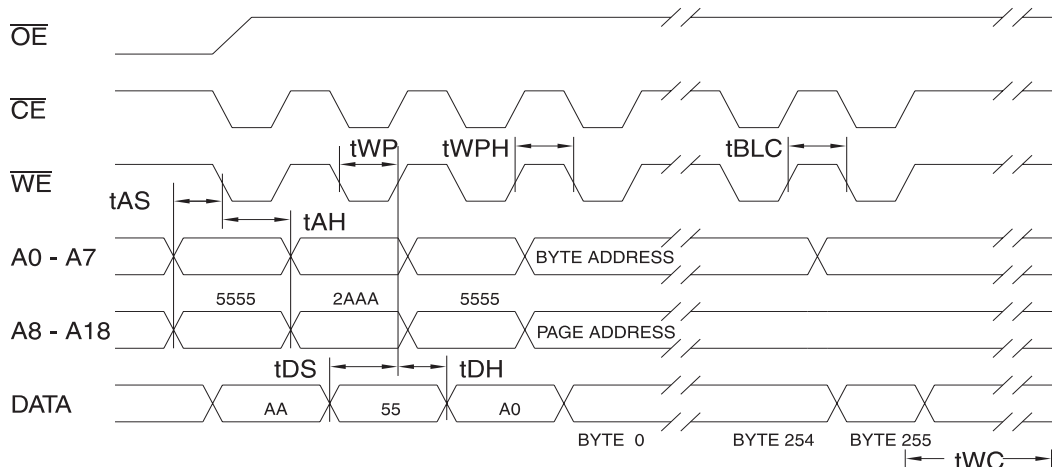 OE
CE
tWP tWPH tBLC
WE
tAS
tAH
A0 - A7 BYTE ADDRESS
5555 2AAA 5555
A8 - A18 PAGE ADDRESS
tDS tDH
DATA AA 55 A0
BYTE 0 BYTE 254 BYTE 255
tWC